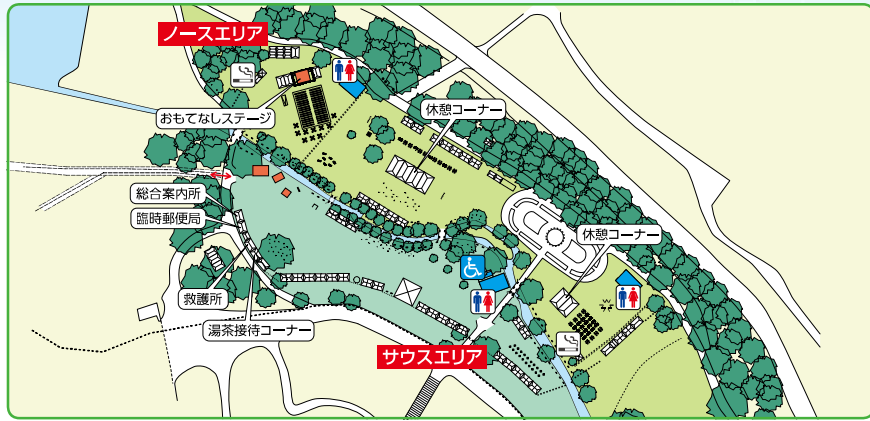 ノースエリア
おもてなしステージ
休憩コーナー
総合案内所
臨時郵便局
休憩コーナー
救護所
湯茶接待コーナー
サウスエリア